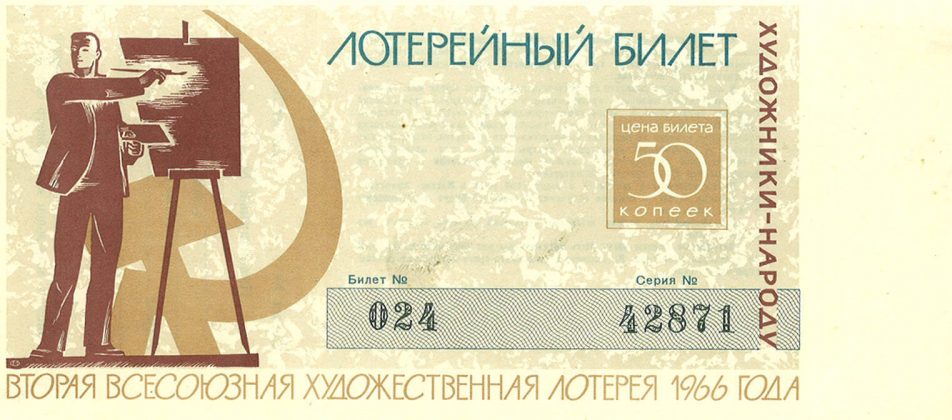 ЛОТЕРЕЙНЫЙ БИЛЕТ
ХУДОЖНИКИ-НАРОДУ
цена билета
50
копеек
Билет № Серия №
024 42871
ВТОРАЯ ВСЕСОЮЗНАЯ ХУДОЖЕСТВЕННАЯ ЛОТЕРЕЯ 1966 ГОДА